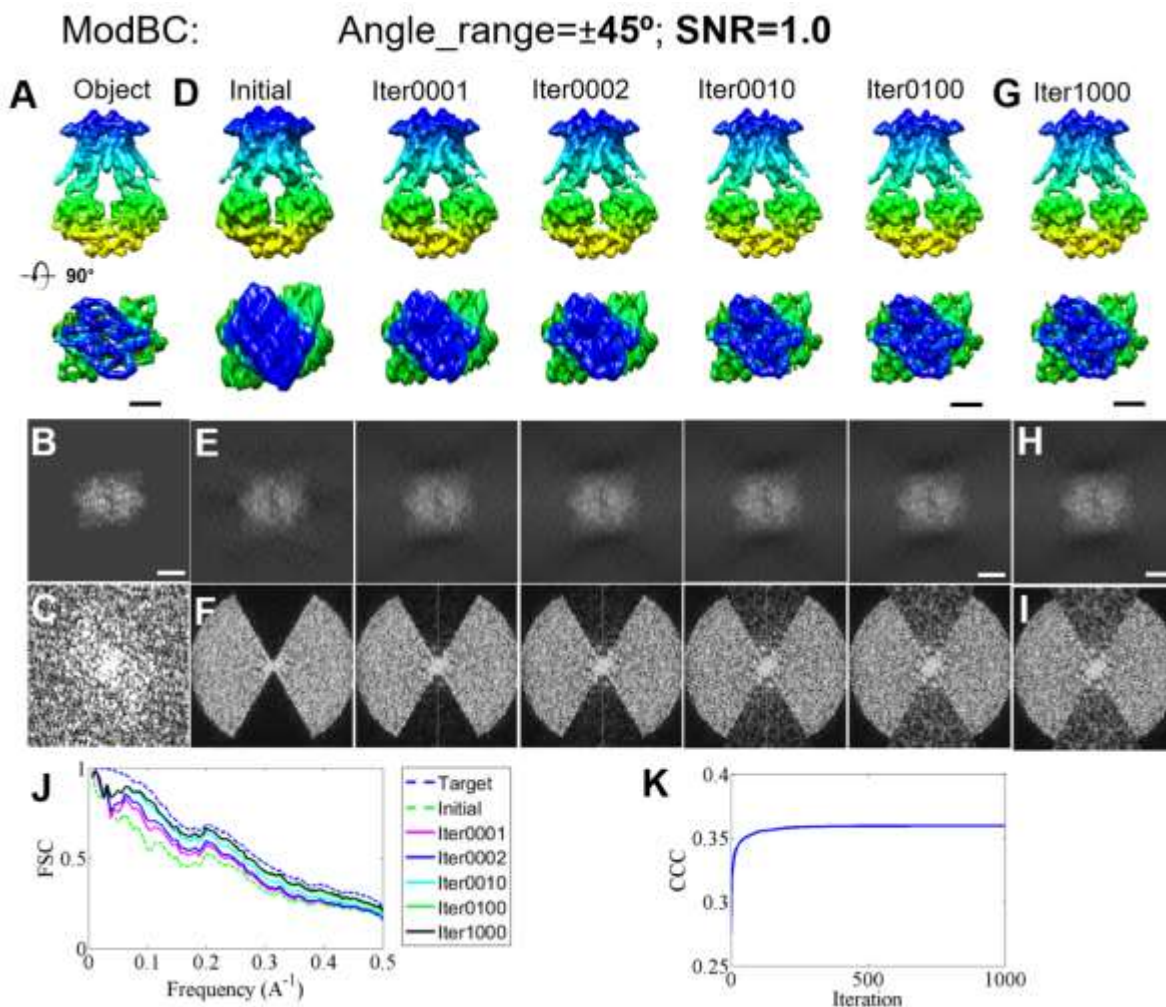 ModBC: Angle_range=±45º; SNR=1.0
A Object D Initial Iter0001 Iter0002 Iter0010 Iter0100 G Iter1000
90°
B E H
C F I
J
1
0.5
0
FSC
0 0.1 0.2 0.3 0.4 0.5
Frequency (A⁻¹)
Target
Initial
Iter0001
Iter0002
Iter0010
Iter0100
Iter1000
K
0.4
0.35
0.3
0.25
CCC
0 500 1000
Iteration